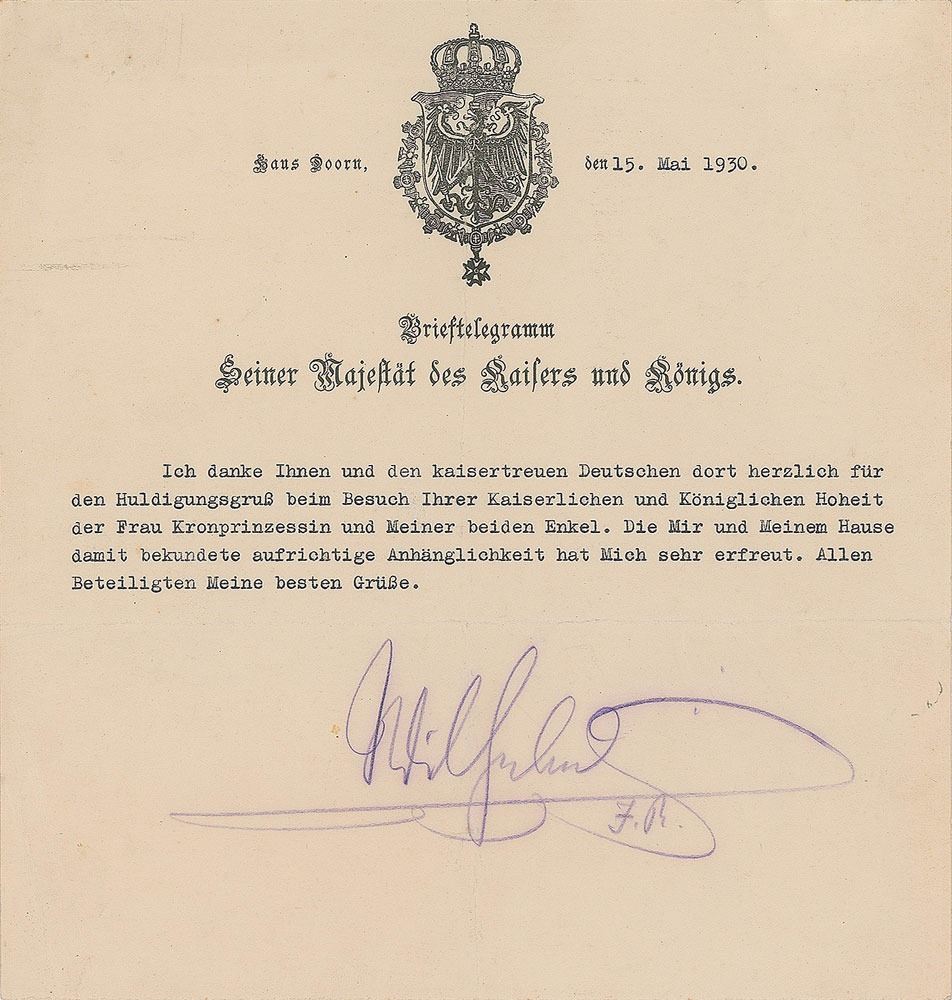 Haus Doorn, den 15. Mai 1930.
Brieftelegramm
Seiner Majestät des Kaisers und Königs.
Ich danke Ihnen und den kaisertreuen Deutschen dort herzlich für
den Huldigungsgruß beim Besuch Ihrer Kaiserlichen und Königlichen Hoheit
der Frau Kronprinzessin und Meiner beiden Enkel. Die Mir und Meinem Hause
damit bekundete aufrichtige Anhänglichkeit hat Mich sehr erfreut. Allen
Beteiligten Meine besten Grüße.
Wilhelm
I.R.